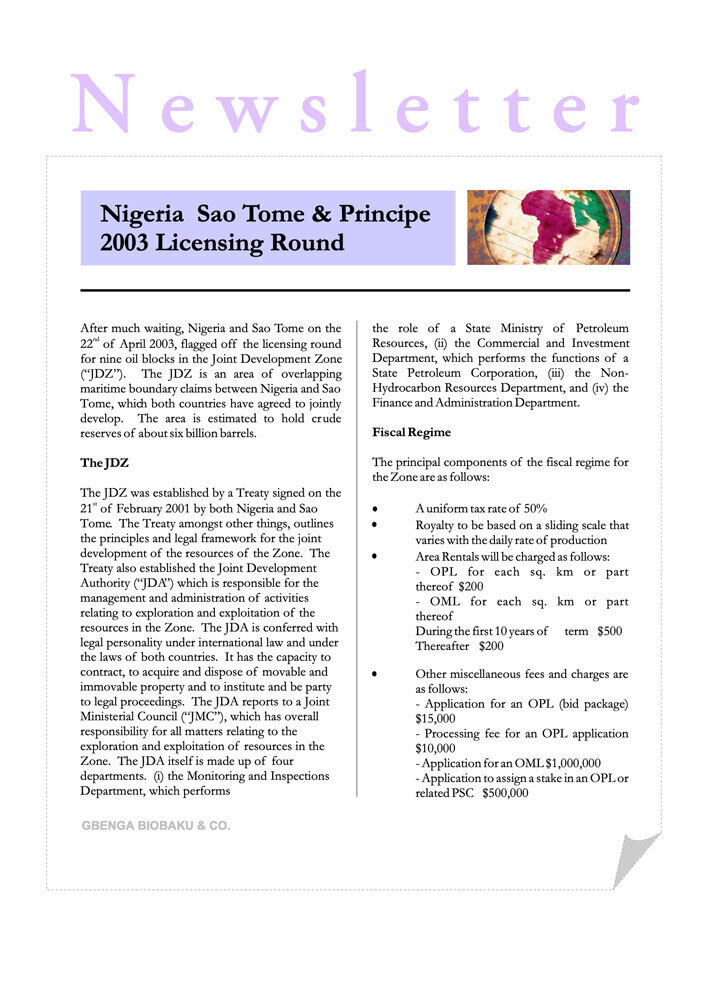 Newsletter
Nigeria Sao Tome & Principe
2003 Licensing Round
After much waiting, Nigeria and Sao Tome on the
22nd of April 2003, flagged off the licensing round
for nine oil blocks in the Joint Development Zone
(“JDZ”). The JDZ is an area of overlapping
maritime boundary claims between Nigeria and Sao
Tome, which both countries have agreed to jointly
develop. The area is estimated to hold crude
reserves of about six billion barrels.
The JDZ
The JDZ was established by a Treaty signed on the
21st of February 2001 by both Nigeria and Sao
Tome. The Treaty amongst other things, outlines
the principles and legal framework for the joint
development of the resources of the Zone. The
Treaty also established the Joint Development
Authority (“JDA”) which is responsible for the
management and administration of activities
relating to exploration and exploitation of the
resources in the Zone. The JDA is conferred with
legal personality under international law and under
the laws of both countries. It has the capacity to
contract, to acquire and dispose of movable and
immovable property and to institute and be party
to legal proceedings. The JDA reports to a Joint
Ministerial Council (“JMC”), which has overall
responsibility for all matters relating to the
exploration and exploitation of resources in the
Zone. The JDA itself is made up of four
departments. (i) the Monitoring and Inspections
Department, which performs
the role of a State Ministry of Petroleum
Resources, (ii) the Commercial and Investment
Department, which performs the functions of a
State Petroleum Corporation, (iii) the Non-
Hydrocarbon Resources Department, and (iv) the
Finance and Administration Department.
Fiscal Regime
The principal components of the fiscal regime for
the Zone are as follows:
• A uniform tax rate of 50%
• Royalty to be based on a sliding scale that
varies with the daily rate of production
• Area Rentals will be charged as follows:
- OPL for each sq. km or part
thereof $200
- OML for each sq. km or part
thereof
During the first 10 years of term $500
Thereafter $200
• Other miscellaneous fees and charges are
as follows:
- Application for an OPL (bid package)
$15,000
- Processing fee for an OPL application
$10,000
- Application for an OML $1,000,000
- Application to assign a stake in an OPL or
related PSC $500,000
GBENGA BIOBAKU & CO.